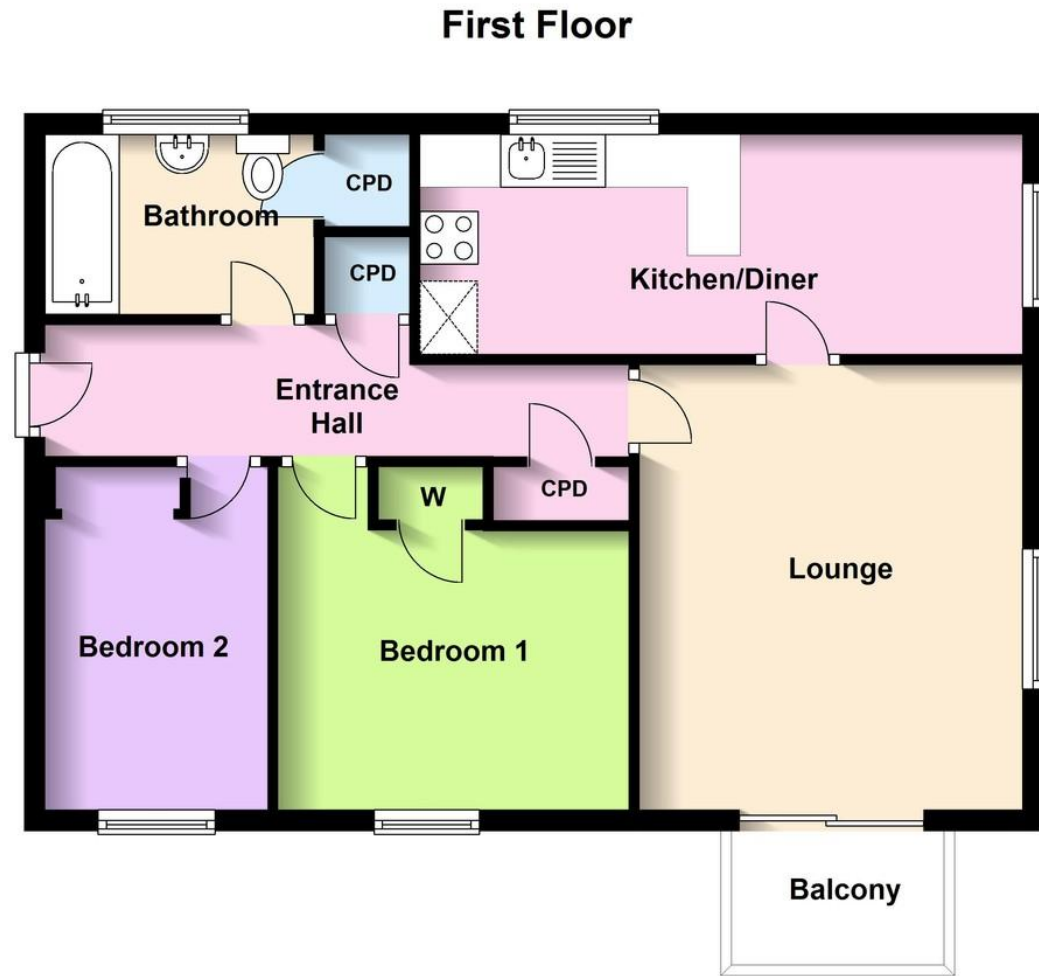 First Floor
CPD
Bathroom
CPD
Kitchen/Diner
Entrance
Hall
CPD
W
Lounge
Bedroom 2
Bedroom 1
Balcony